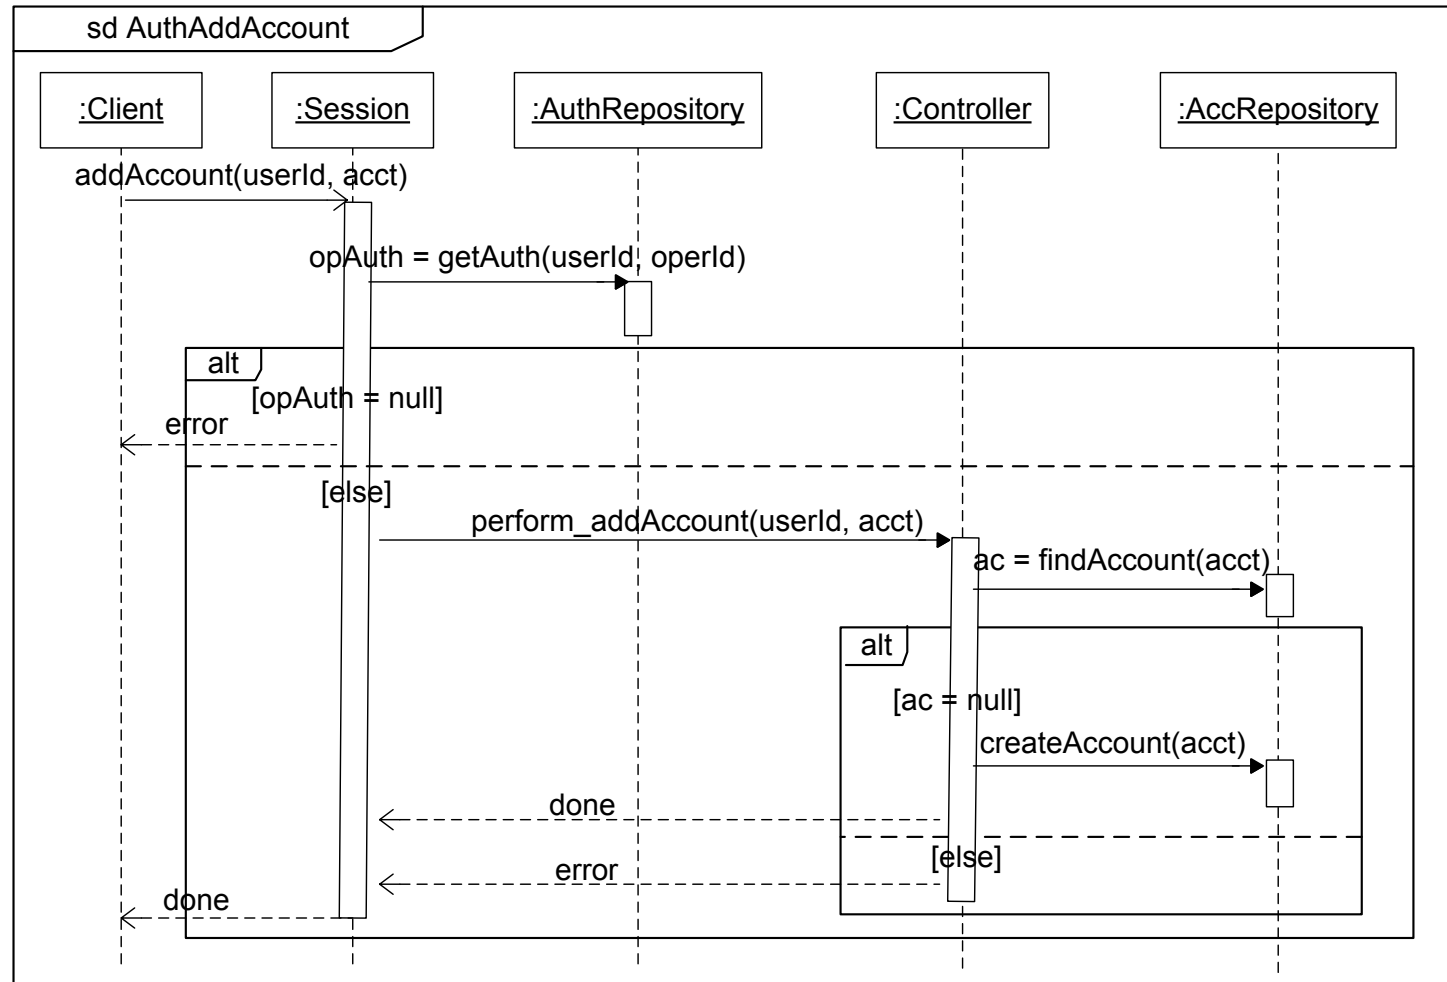 sd AuthAddAccount
:Client
:Session
:AuthRepository
:Controller
:AccRepository
addAccount(userId, acct)
opAuth = getAuth(userId, operId)
alt
[opAuth = null]
error
[else]
perform_addAccount(userId, acct)
ac = findAccount(acct)
alt
[ac = null]
createAccount(acct)
done
[else]
error
done